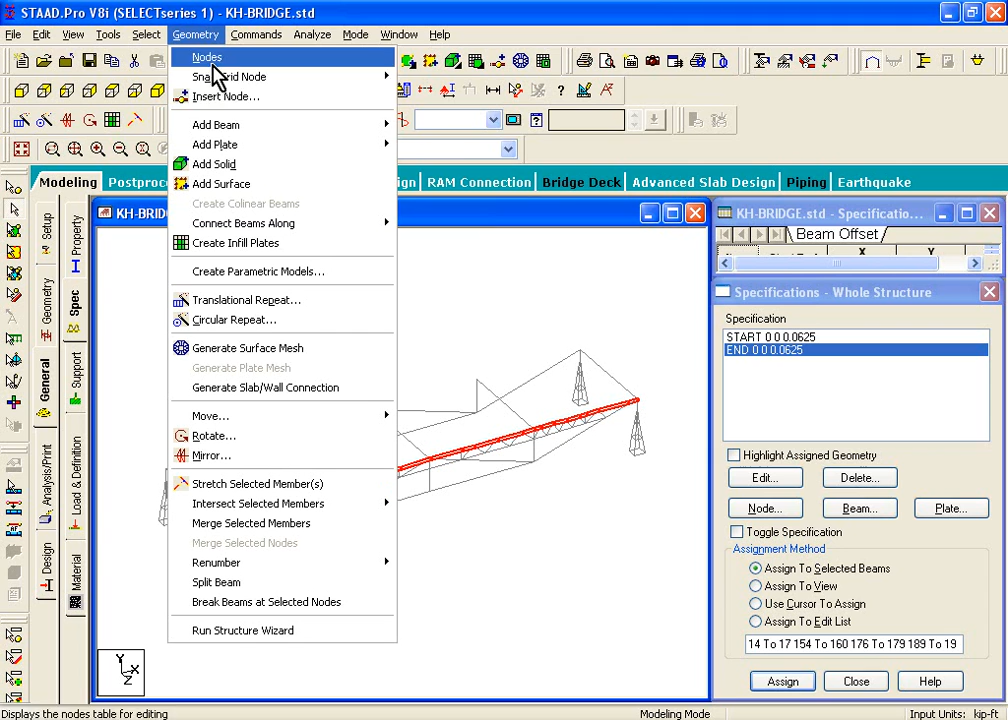 STAAD.Pro V8i (SELECTseries 1) - KH-BRIDGE.std
File Edit View Tools Select Geometry Commands Analyze Mode Window Help
Nodes
Snap/Grid Node
Insert Node...
Add Beam
Add Plate
Add Solid
Add Surface
Create Colinear Beams
Connect Beams Along
Create Infill Plates
Create Parametric Models...
Translational Repeat...
Circular Repeat...
Generate Surface Mesh
Generate Plate Mesh
Generate Slab/Wall Connection
Move...
Rotate...
Mirror...
Stretch Selected Member(s)
Intersect Selected Members
Merge Selected Members
Merge Selected Nodes
Renumber
Split Beam
Break Beams at Selected Nodes
Run Structure Wizard
Modeling
RAM Connection
Bridge Deck
Advanced Slab Design
Piping
Earthquake
Setup
Geometry
General
Analysis/Print
Property
Spec
Support
Load & Definition
Material
Y
X
Z
KH-BRIDGE.std - Specificatio...
Beam Offset
X Y
Specifications - Whole Structure
Specification
START 0 0 0.0625
END 0 0 0.0625
Highlight Assigned Geometry
Edit... Delete...
Node... Beam... Plate...
Toggle Specification
Assignment Method
Assign To Selected Beams
Assign To View
Use Cursor To Assign
Assign To Edit List
14 To 17 154 To 160 176 To 179 189 To 19
Assign Close Help
Displays the nodes table for editing
Modeling Mode
Input Units: kip-ft